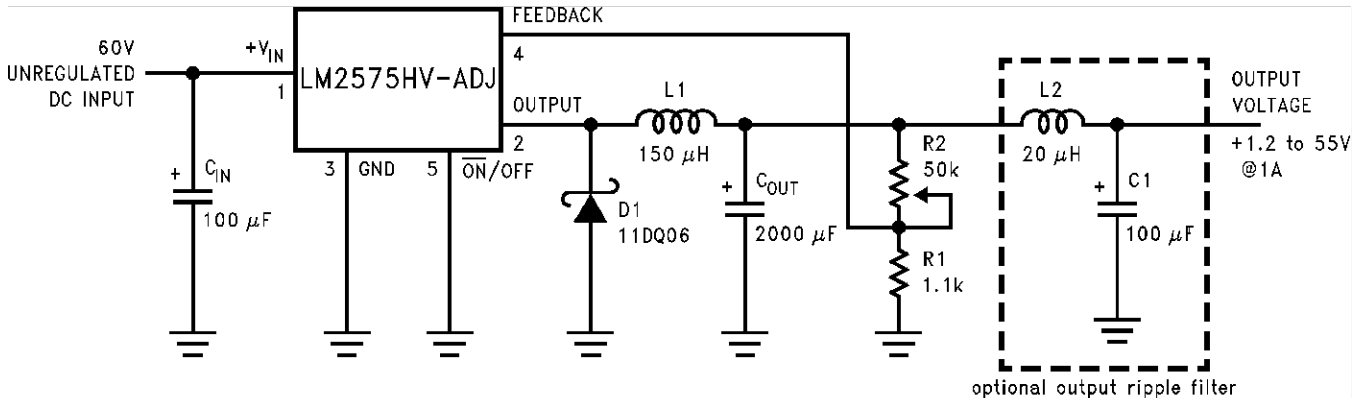 FEEDBACK
4
60V
UNREGULATED
DC INPUT
+VIN
1
LM2575HV-ADJ
OUTPUT
2
3
GND
5
ON/OFF
+
CIN
100 μF
D1
11DQ06
L1
150 μH
+
COUT
2000 μF
R2
50k
R1
1.1k
L2
20 μH
+
C1
100 μF
OUTPUT
VOLTAGE
+1.2 to 55V
@1A
optional output ripple filter